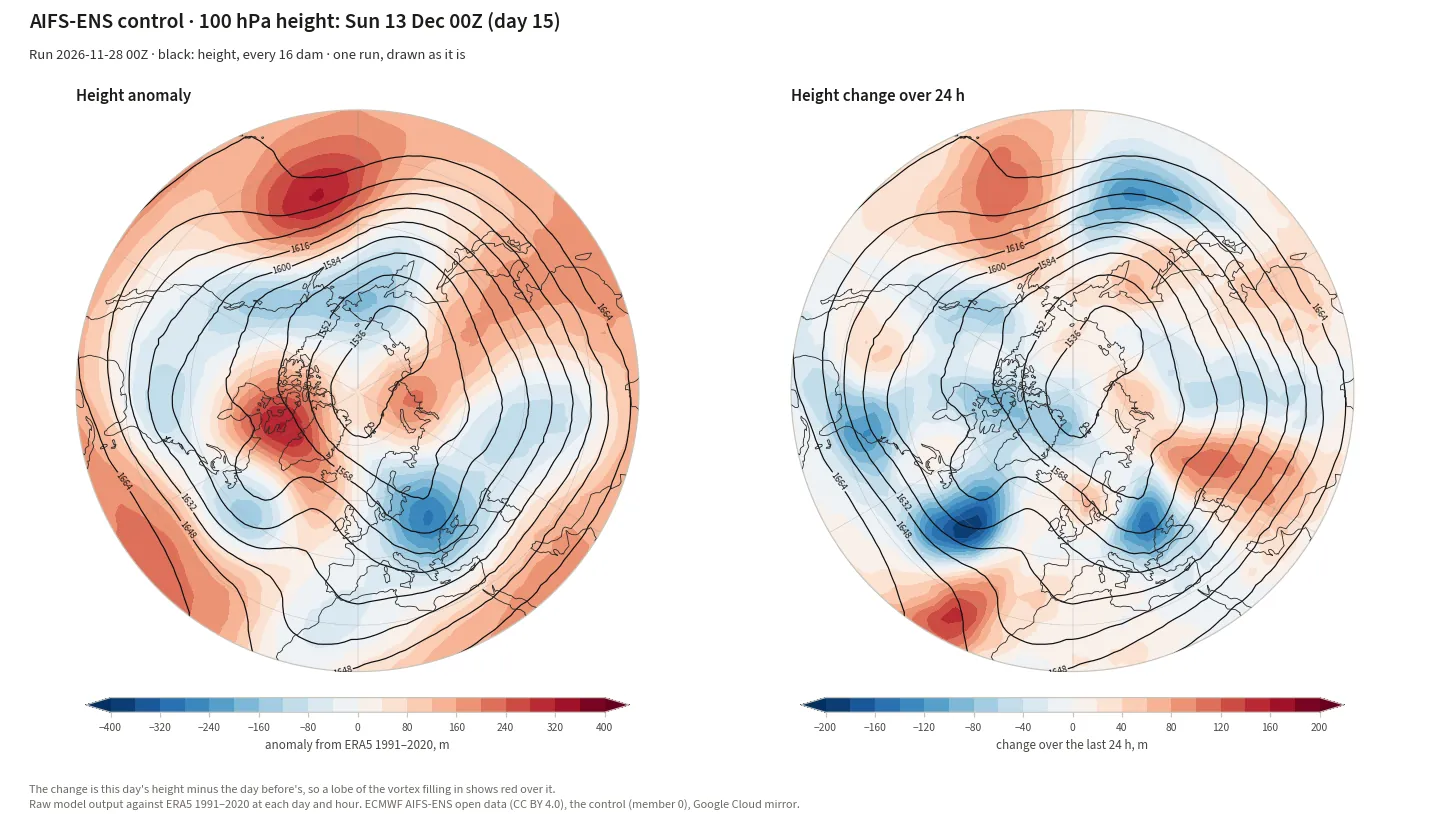 AIFS-ENS control · 100 hPa height: Sun 13 Dec 00Z (day 15)
Run 2026-11-28 00Z · black: height, every 16 dam · one run, drawn as it is
Height anomaly
Height change over 24 h
1616
1600
1584
1552
1536
1664
1568
1664
1632
1648
1648
1616
1600
1584
1552
1536
1664
1568
1664
1632
1648
1648
−400 −320 −240 −160 −80 0 80 160 240 320 400
anomaly from ERA5 1991–2020, m
−200 −160 −120 −80 −40 0 40 80 120 160 200
change over the last 24 h, m
The change is this day's height minus the day before's, so a lobe of the vortex filling in shows red over it.
Raw model output against ERA5 1991–2020 at each day and hour. ECMWF AIFS-ENS open data (CC BY 4.0), the control (member 0), Google Cloud mirror.